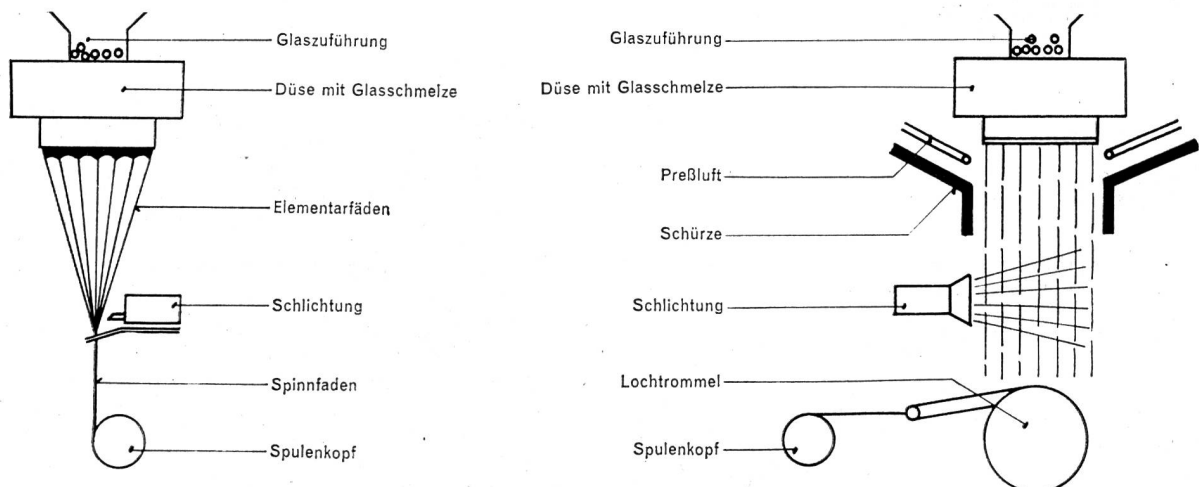 Glaszuführung
Düse mit Glasschmelze
Elementarfäden
Schlichtung
Spinnfaden
Spulenkopf
Glaszuführung
Düse mit Glasschmelze
Preßluft
Schürze
Schlichtung
Lochtrommel
Spulenkopf